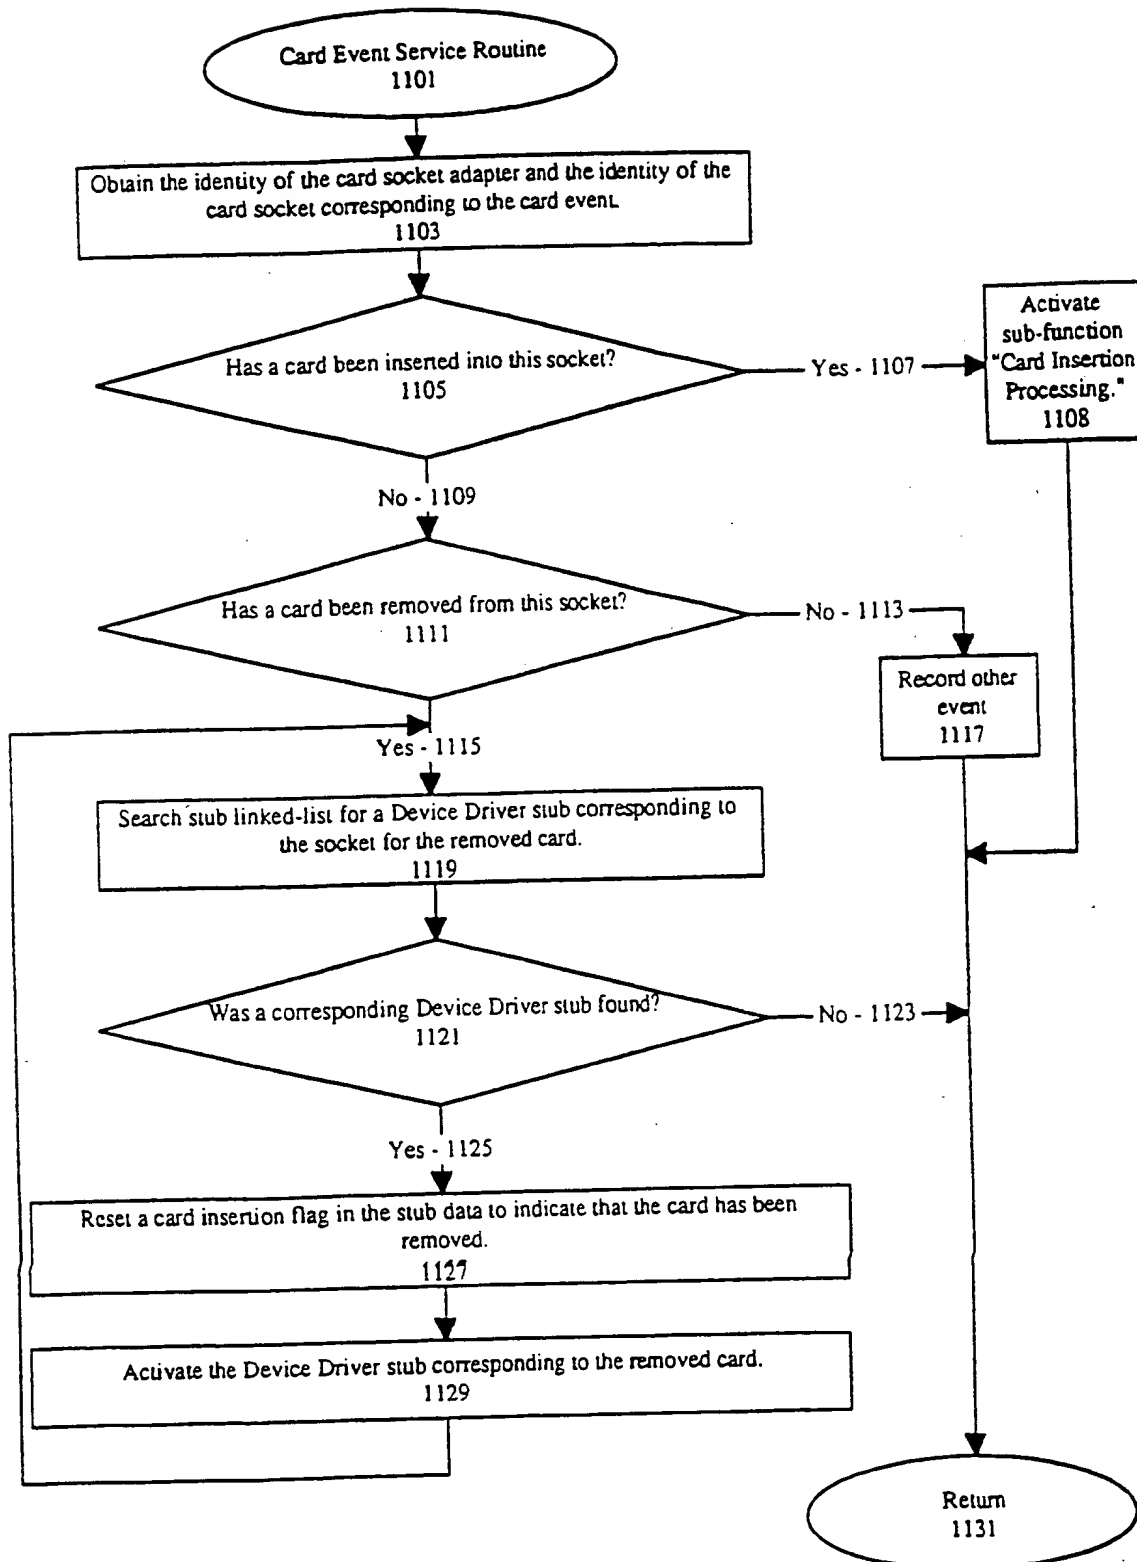 Card Event Service Routine
1101
Obtain the identity of the card socket adapter and the identity of the
card socket corresponding to the card event.
1103
Has a card been inserted into this socket?
1105
Yes - 1107
Activate
sub-function
"Card Insertion
Processing."
1108
No - 1109
Has a card been removed from this socket?
1111
No - 1113
Record other
event
1117
Yes - 1115
Search stub linked-list for a Device Driver stub corresponding to
the socket for the removed card.
1119
Was a corresponding Device Driver stub found?
1121
No - 1123
Yes - 1125
Reset a card insertion flag in the stub data to indicate that the card has been
removed.
1127
Activate the Device Driver stub corresponding to the removed card.
1129
Return
1131